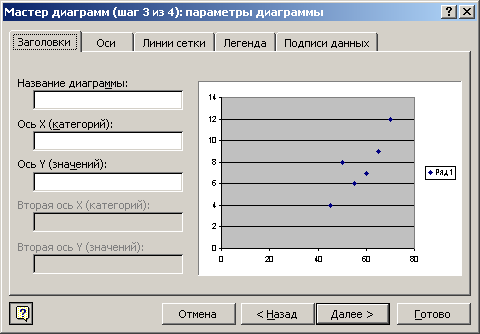 Мастер диаграмм (шаг 3 из 4): параметры диаграммы
Заголовки Оси Линии сетки Легенда Подписи данных
Название диаграммы:
Ось X (категорий):
Ось Y (значений):
Вторая ось X (категорий):
Вторая ось Y (значений):
14
12
10
8
6
4
2
0
0 20 40 60 80
Ряд1
Отмена < Назад Далее > Готово